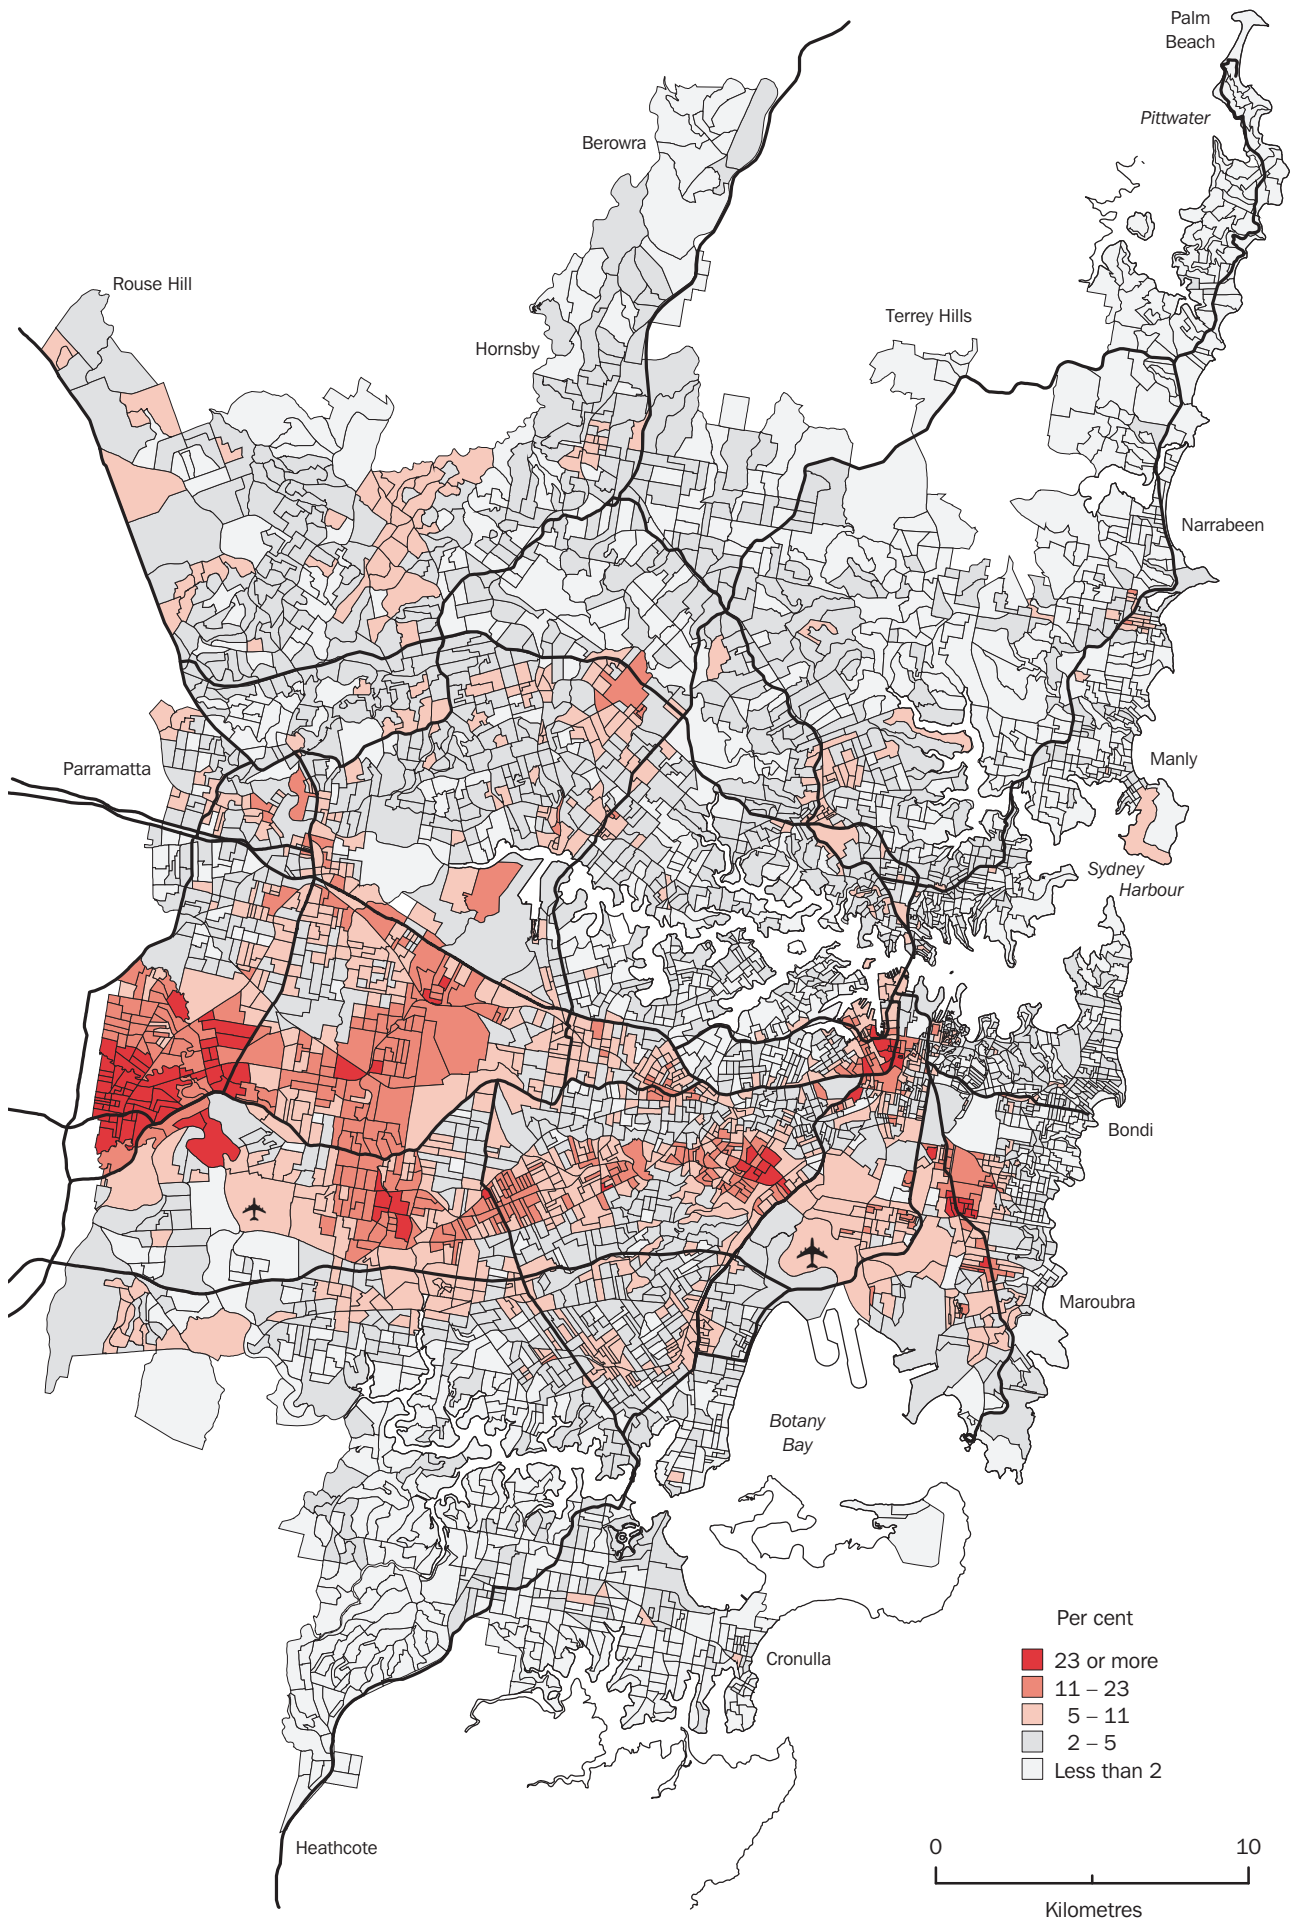 Palm
Beach
Pittwater
Berowra
Rouse Hill
Terrey Hills
Hornsby
Narrabeen
Manly
Parramatta
Sydney
Harbour
Bondi
Maroubra
Botany
Bay
Per cent
23 or more
11 – 23
5 – 11
2 – 5
Less than 2
Cronulla
Heathcote
0 10
Kilometres